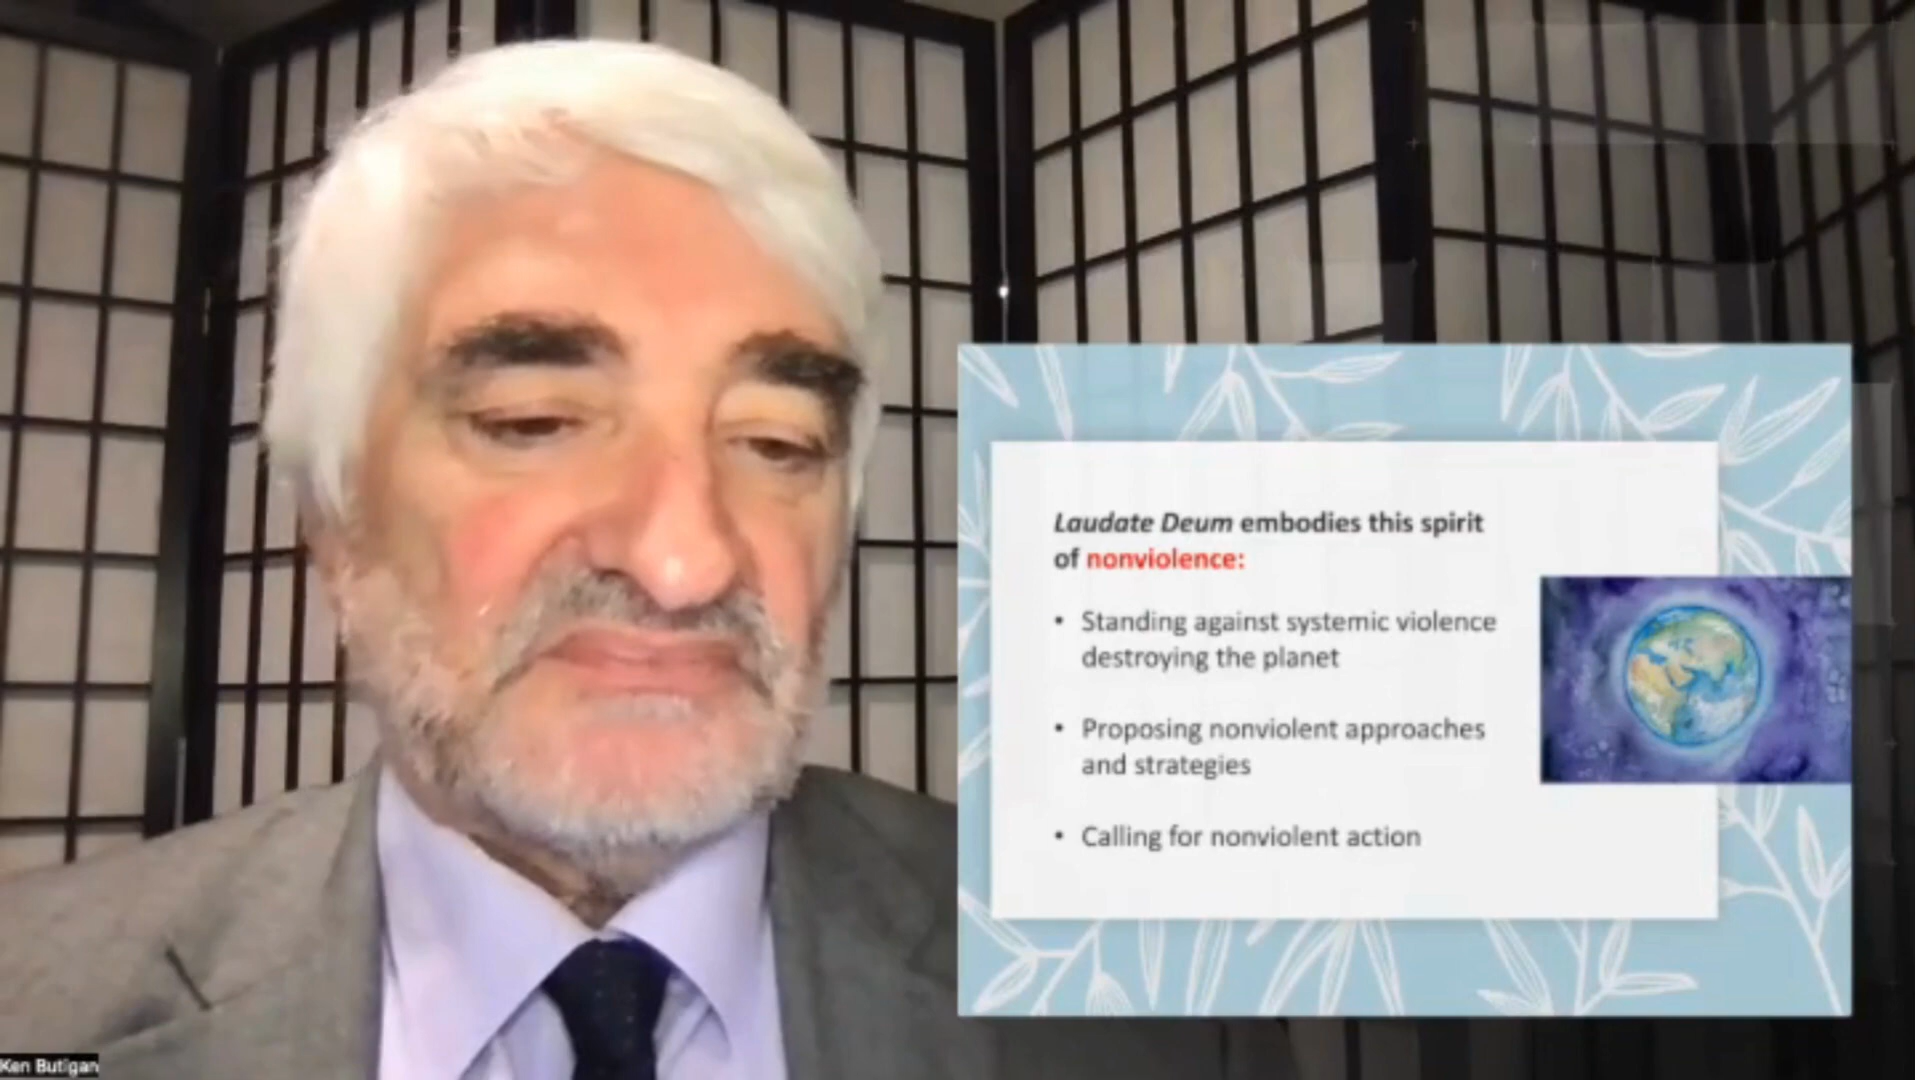 Laudate Deum embodies this spirit
of nonviolence:
• Standing against systemic violence
destroying the planet
• Proposing nonviolent approaches
and strategies
• Calling for nonviolent action
Ken Butigan